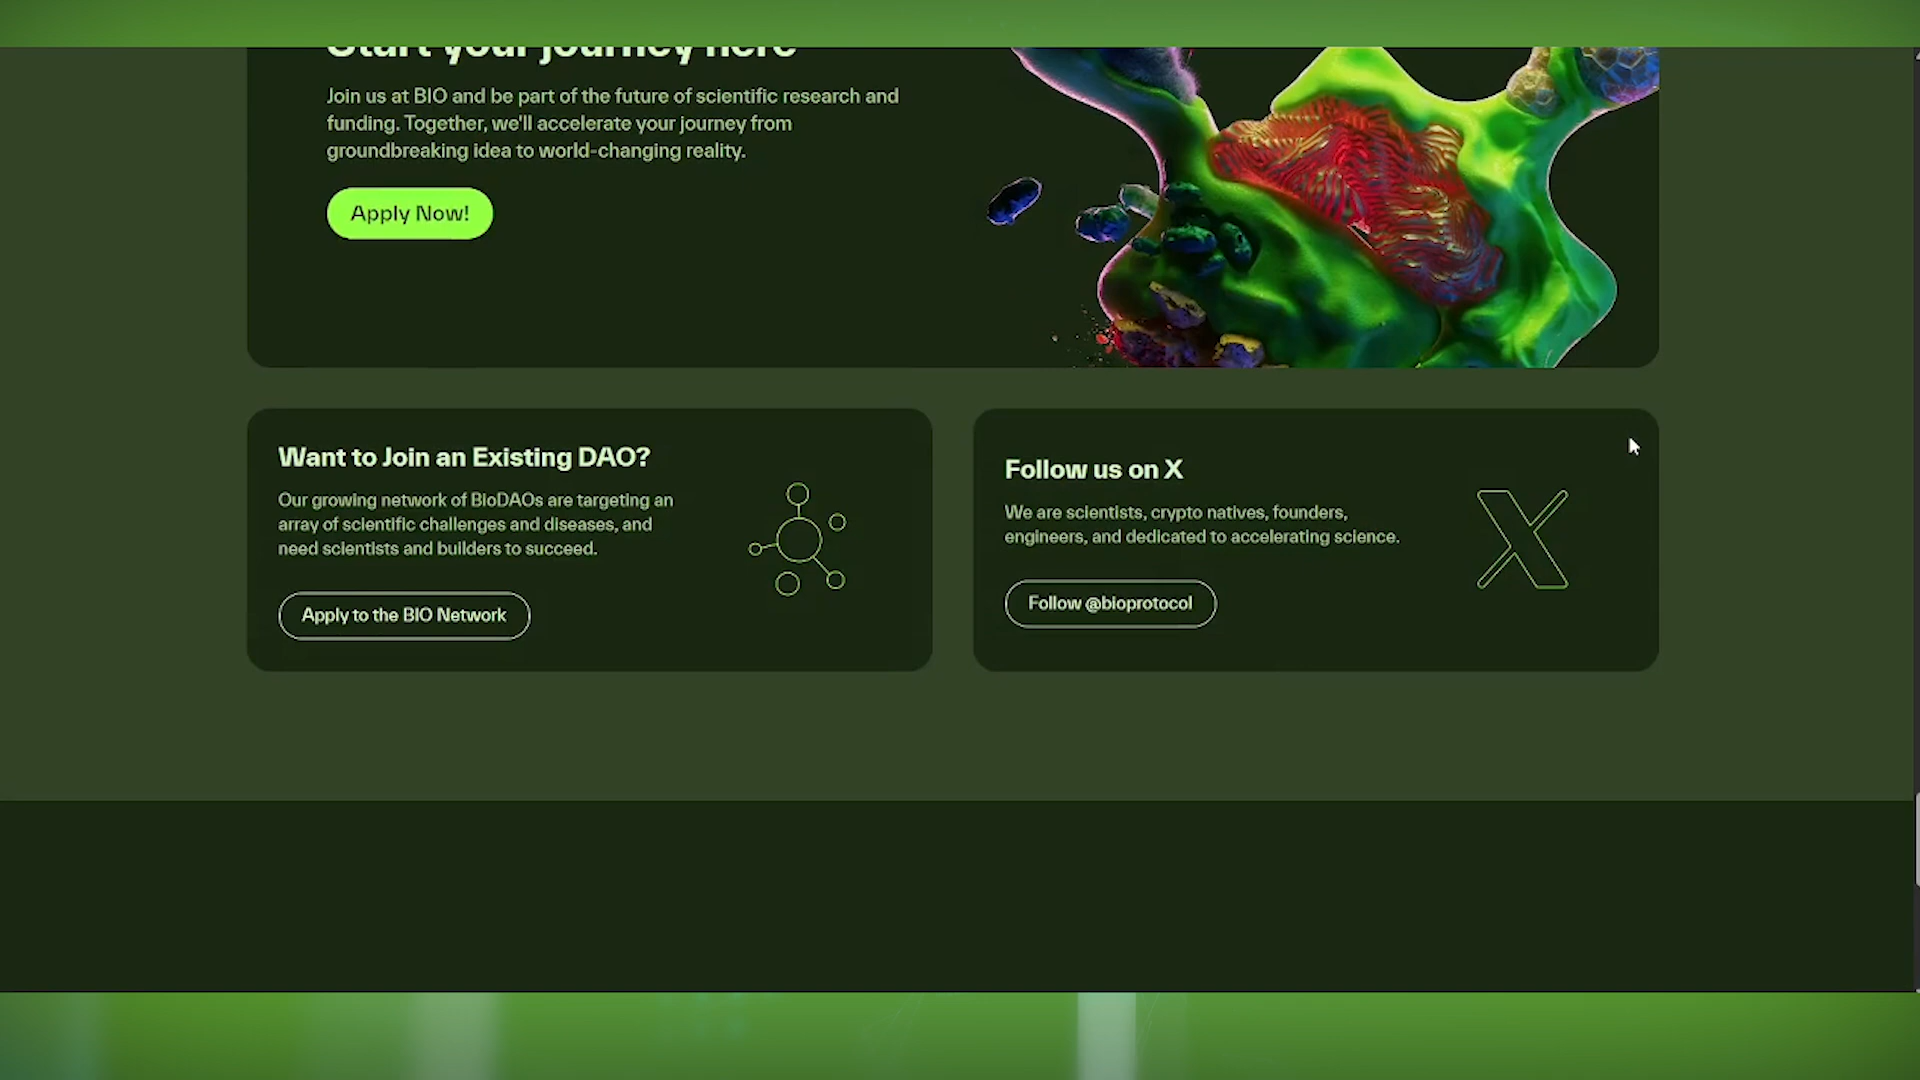 Start your journey here
Join us at BIO and be part of the future of scientific research and
funding. Together, we'll accelerate your journey from
groundbreaking idea to world-changing reality.
Apply Now!
Want to Join an Existing DAO?
Our growing network of BioDAOs are targeting an
array of scientific challenges and diseases, and
need scientists and builders to succeed.
Apply to the BIO Network
Follow us on X
We are scientists, crypto natives, founders,
engineers, and dedicated to accelerating science.
Follow @bioprotocol